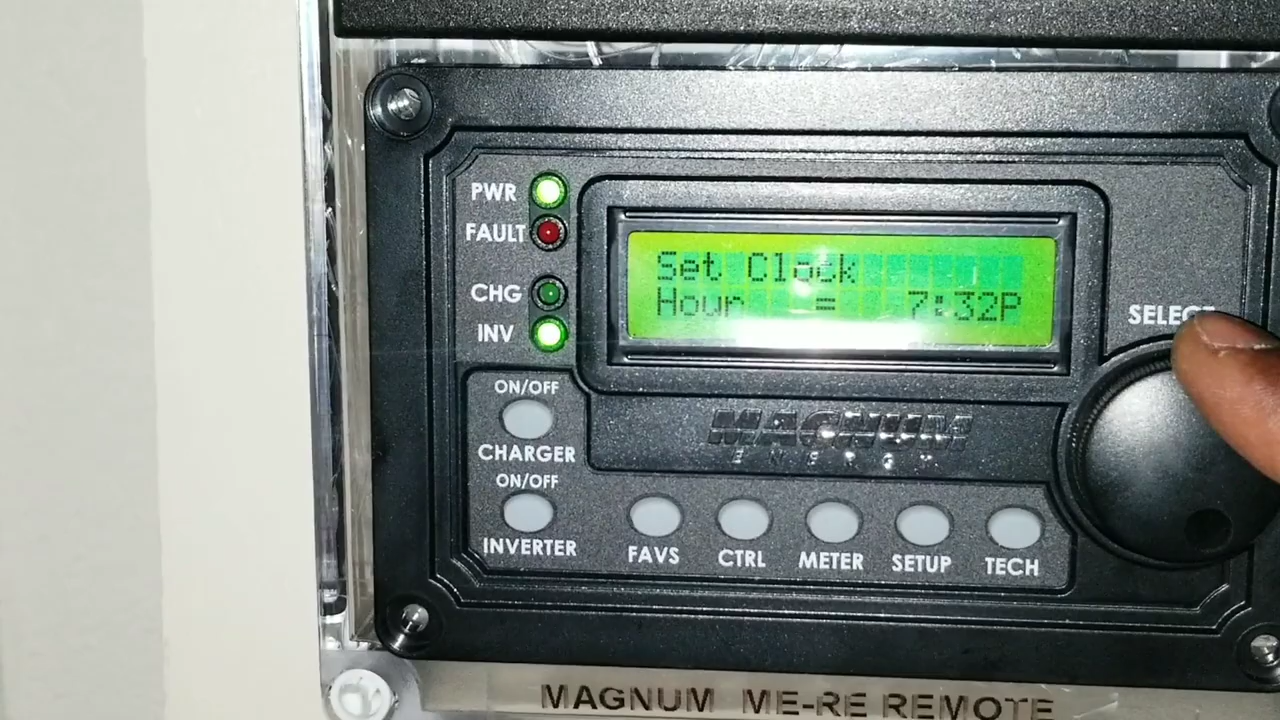 PWR
FAULT
CHG
INV
Set Clock
Hour = 7:32P
SELECT
ON/OFF
CHARGER
ON/OFF
INVERTER
MAGNUM
ENERGY
FAVS CTRL METER SETUP TECH
MAGNUM ME-RE REMOTE